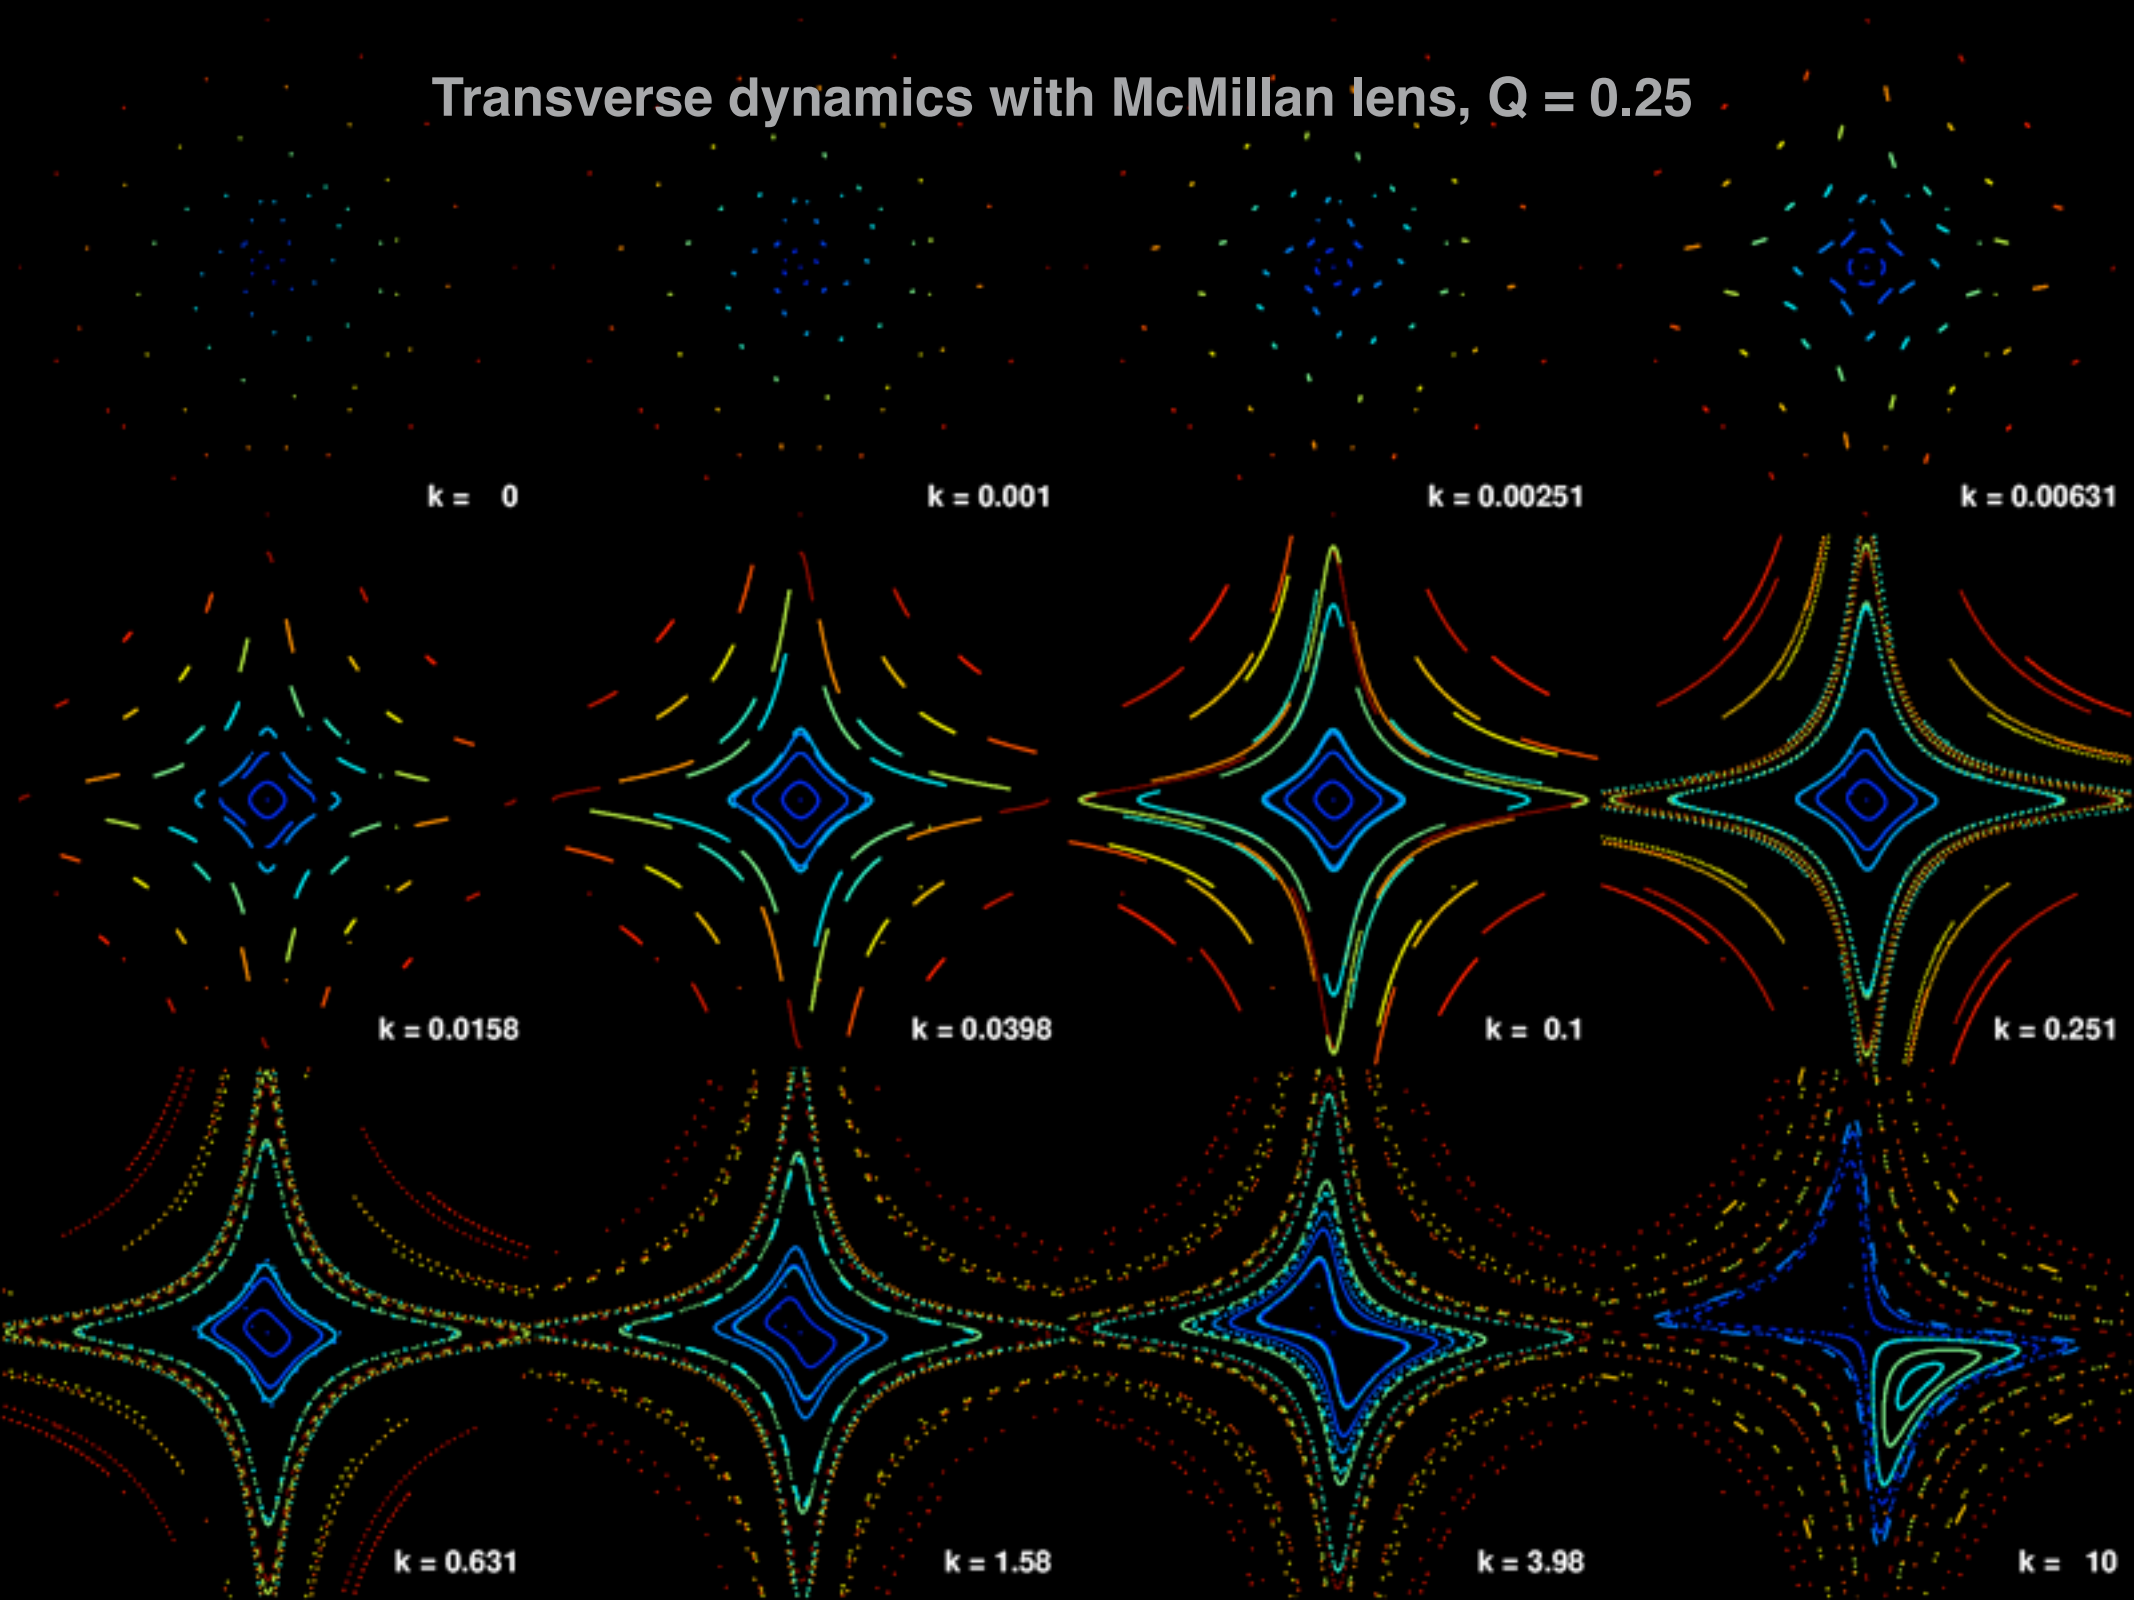 Transverse dynamics with McMillan lens, Q = 0.25
k = 0
k = 0.001
k = 0.00251
k = 0.00631
k = 0.0158
k = 0.0398
k = 0.1
k = 0.251
k = 0.631
k = 1.58
k = 3.98
k = 10